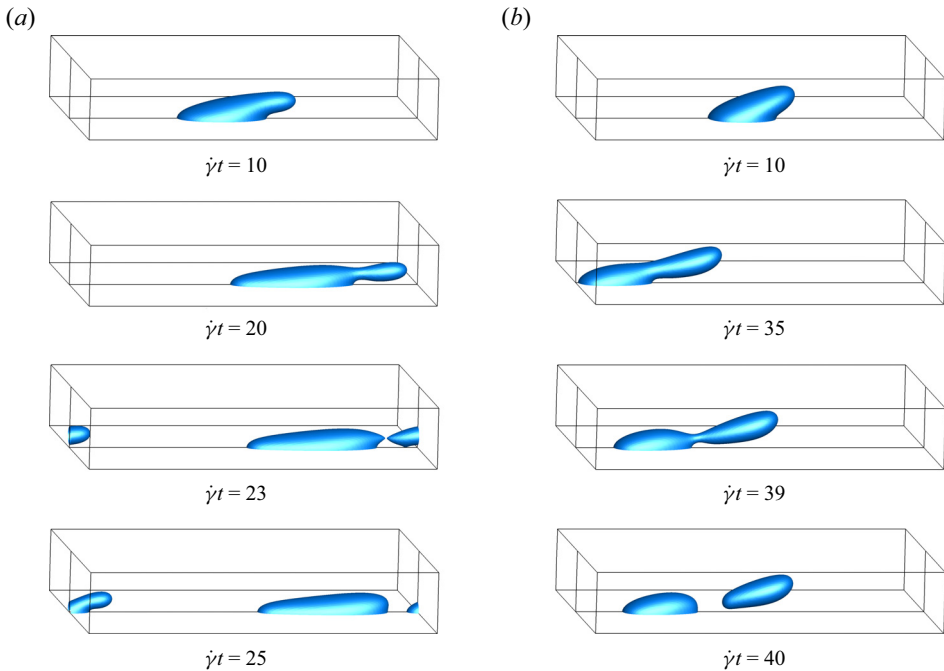 (a)
(b)
γ̇t = 10
γ̇t = 10
γ̇t = 20
γ̇t = 35
γ̇t = 23
γ̇t = 39
γ̇t = 25
γ̇t = 40